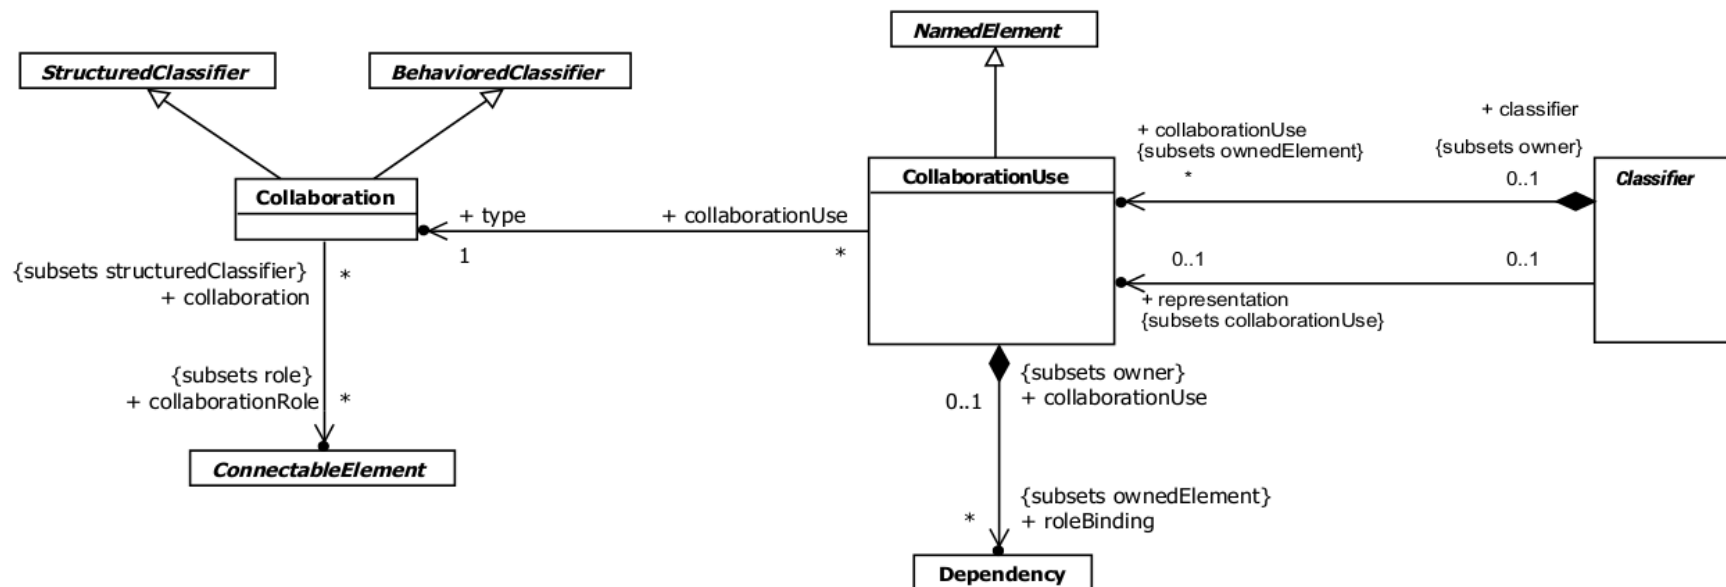 NamedElement
StructuredClassifier
BehavioredClassifier
+ classifier
+ collaborationUse
{subsets ownedElement}
*
{subsets owner}
0..1
CollaborationUse
Classifier
Collaboration
+ type
+ collaborationUse
1
*
{subsets structuredClassifier}
+ collaboration
*
0..1
0..1
+ representation
{subsets collaborationUse}
{subsets role}
+ collaborationRole
*
{subsets owner}
+ collaborationUse
0..1
ConnectableElement
{subsets ownedElement}
+ roleBinding
*
Dependency